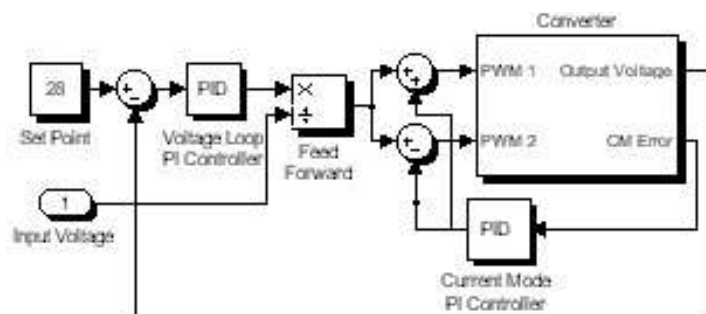 Converter
28
PID
×
÷
PWM 1
Output Voltage
Set Point
Voltage Loop
PI Controller
Feed
Forward
PWM 2
CM Error
1
Input Voltage
PID
Current Mode
PI Controller